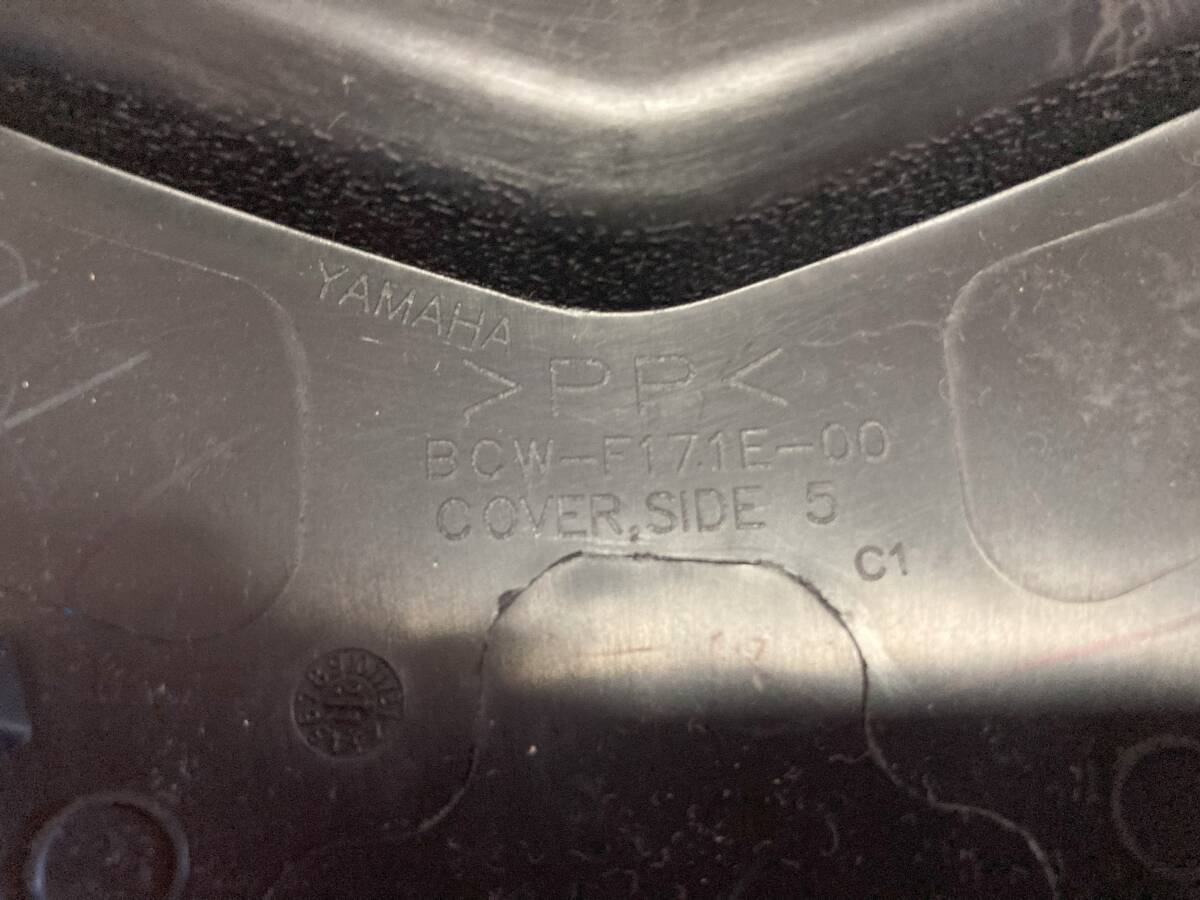 YAMAHA
>PP<
BCW-F171E-00
COVER,SIDE 5
C1